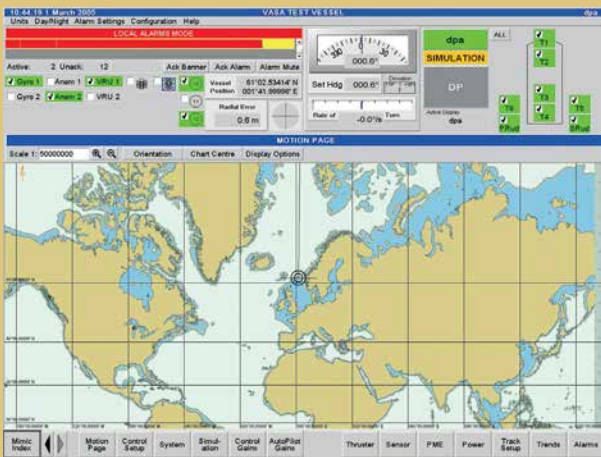 10.44.19 1 March 2005 VASA TEST VESSEL dpa
Units Day/Night Alarm Settings Configuration Help
LOCAL ALARMS MODE
Active: 2 Unack: 12 Ack Banner Ack Alarm Alarm Mute
Gyro 1 Anem 1 VRU 1
Gyro 2 Anem 2 VRU 2
Vessel Position 61°02.53414'N
001°41.99996'E
Radial Error
0.6 m
330 0 30
000.6°
Set Hdg 000.6° Deviation
Rate of -0.0°/s Turn
dpa
SIMULATION
DP
Active Display
dpa
ALL
T1
T2
T3
T4
T6
T5
PRud
SRud
MOTION PAGE
Scale 1: 50000000 Orientation Chart Centre Display Options
Mimic Index Motion Page Control Setup System Simul-ation Control Gains AutoPilot Gains Thruster Sensor PME Power Track Setup Trends Alarms